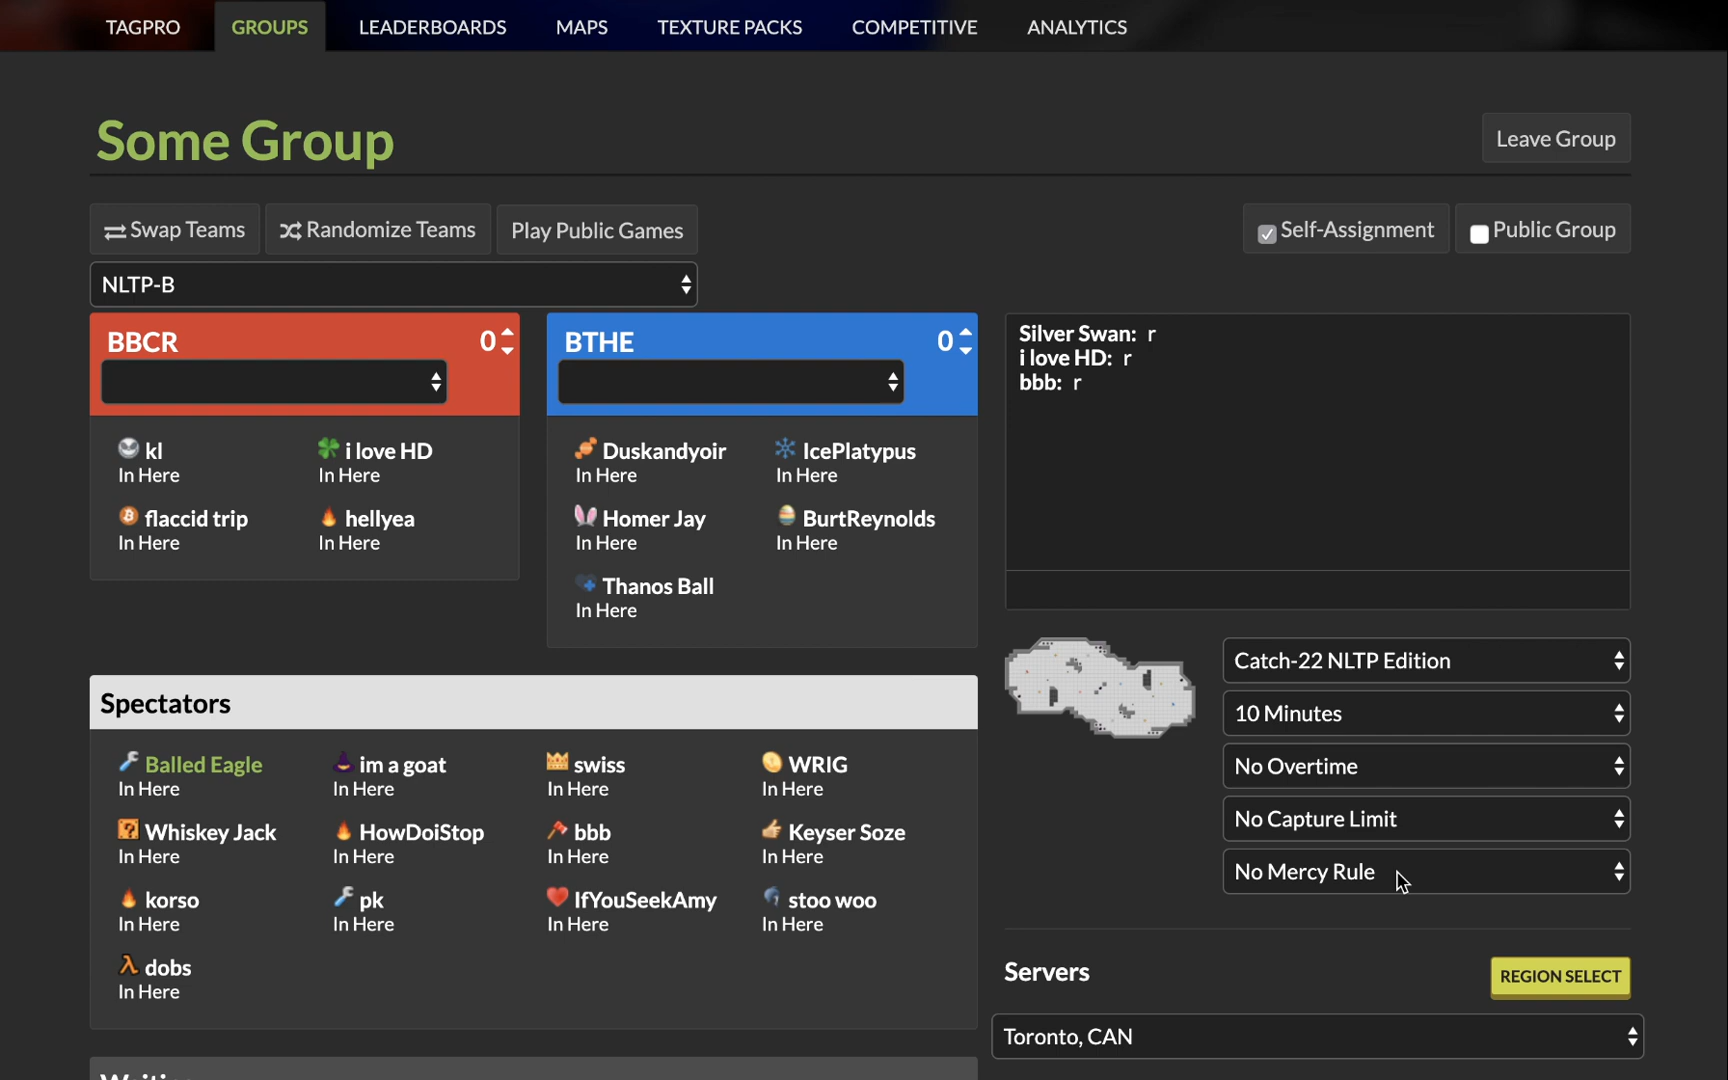 TAGPRO GROUPS LEADERBOARDS MAPS TEXTURE PACKS COMPETITIVE ANALYTICS
Some Group
Leave Group
Swap Teams Randomize Teams Play Public Games
Self-Assignment Public Group
NLTP-B
BBCR 0
kl i love HD
In Here In Here
flaccid trip hellyea
In Here In Here
BTHE 0
Duskandyoir IcePlatypus
In Here In Here
Homer Jay BurtReynolds
In Here In Here
Thanos Ball
In Here
Silver Swan: r
i love HD: r
bbb: r
Spectators
Balled Eagle im a goat swiss WRIG
In Here In Here In Here In Here
Whiskey Jack HowDoiStop bbb Keyser Soze
In Here In Here In Here In Here
korso pk IfYouSeekAmy stoo woo
In Here In Here In Here In Here
dobs
In Here
Catch-22 NLTP Edition
10 Minutes
No Overtime
No Capture Limit
No Mercy Rule
Servers REGION SELECT
Toronto, CAN